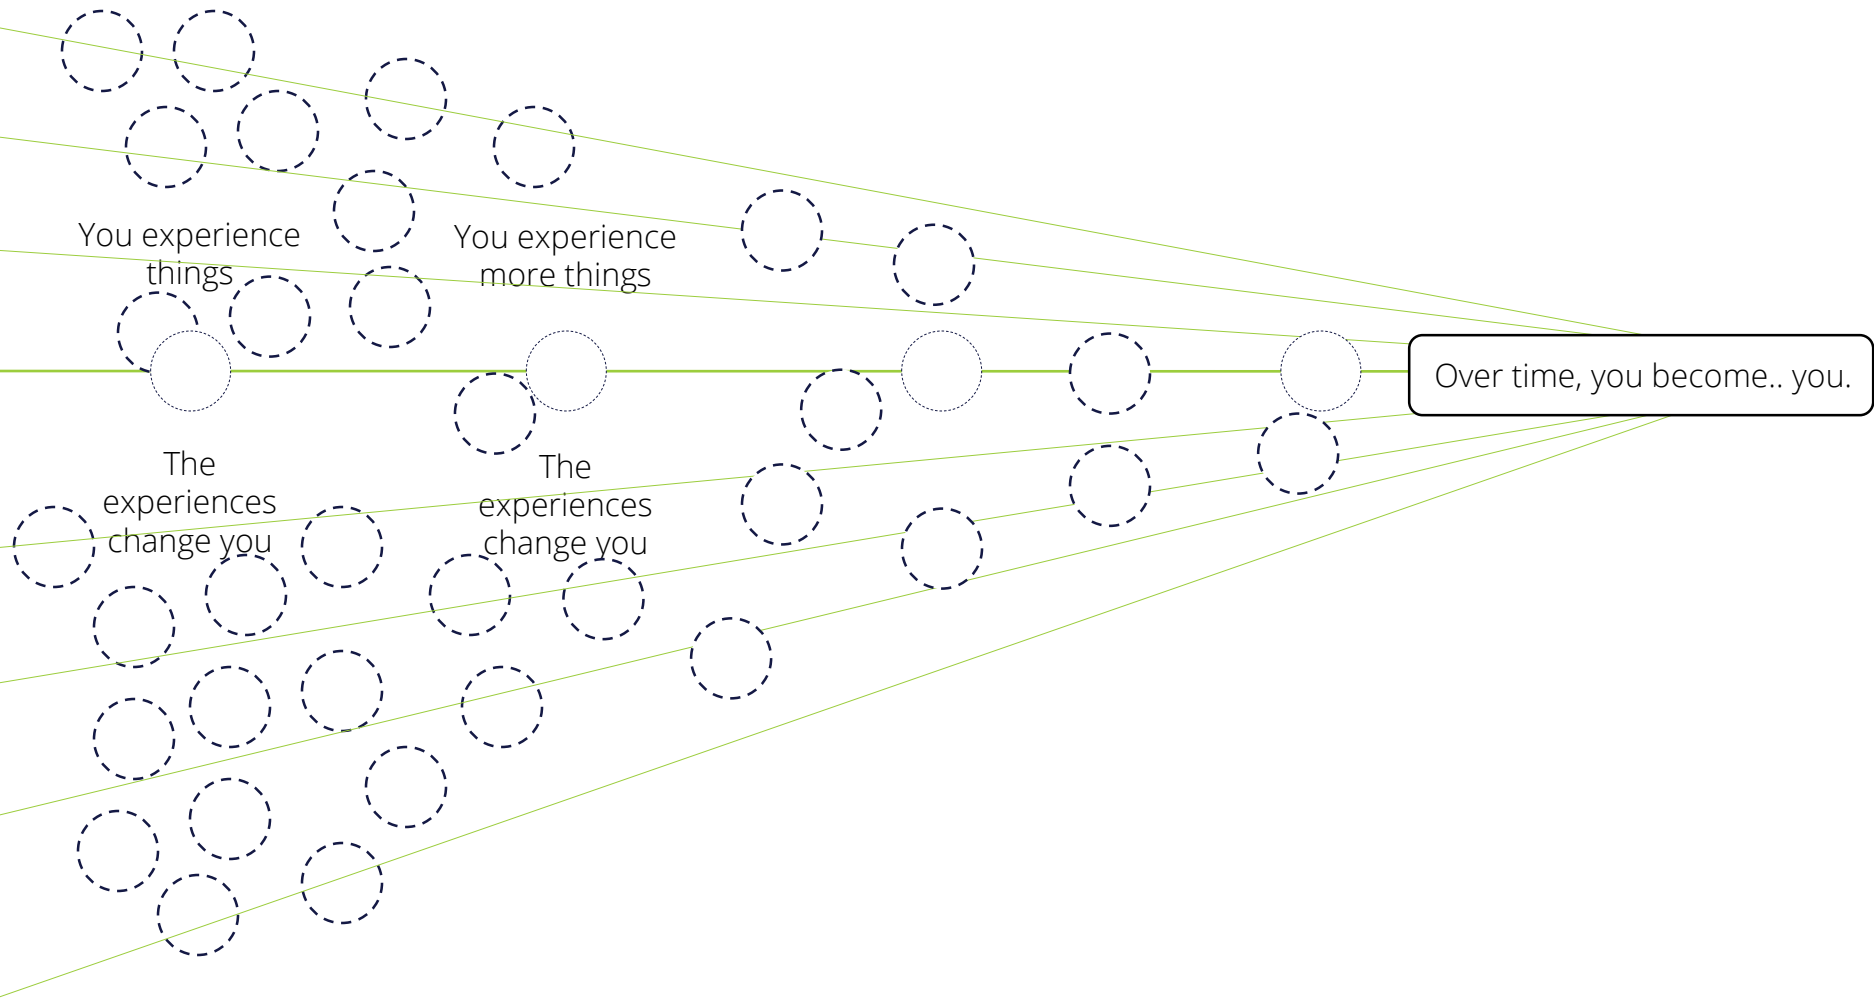 You experience
things
You experience
more things
Over time, you become.. you.
The
experiences
change you
The
experiences
change you